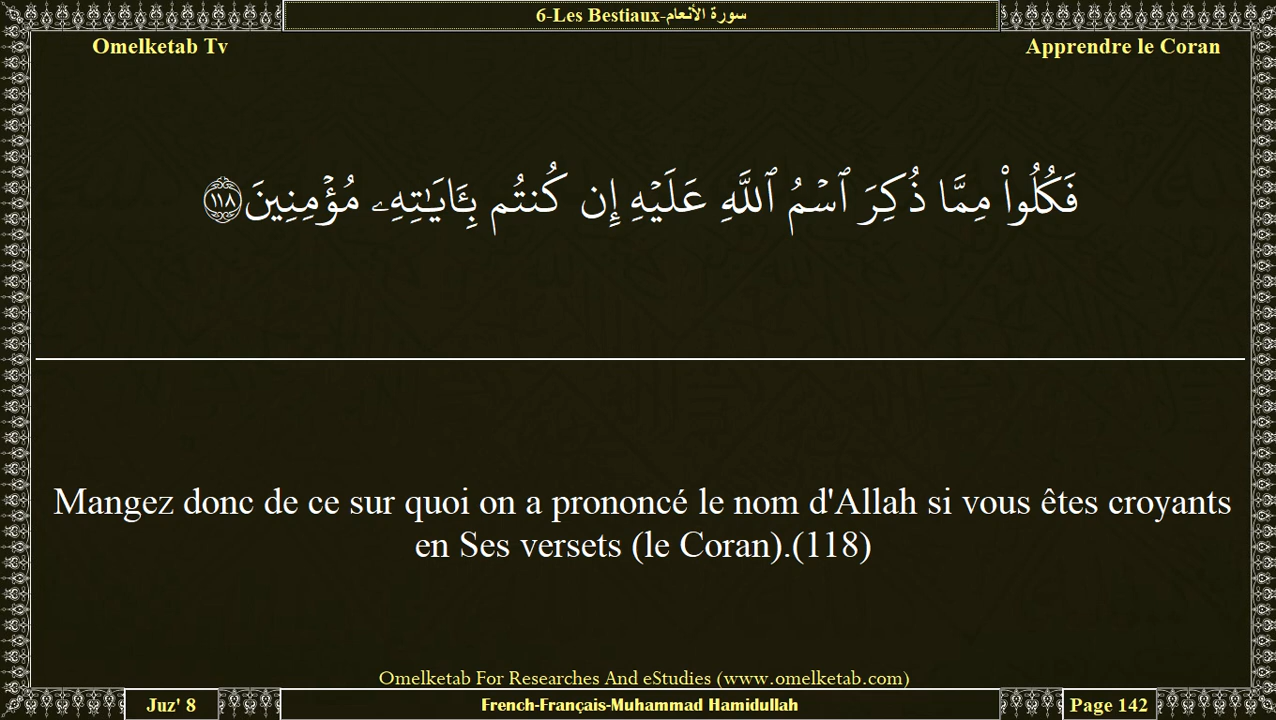 6-Les Bestiaux-سورة الأنعام
Omelketab Tv
Apprendre le Coran
فَكُلُوا۟ مِمَّا ذُكِرَ ٱسْمُ ٱللَّهِ عَلَيْهِ إِن كُنتُم بِـَٔايَـٰتِهِۦ مُؤْمِنِينَ ١١٨
Mangez donc de ce sur quoi on a prononcé le nom d'Allah si vous êtes croyants
en Ses versets (le Coran).(118)
Omelketab For Researches And eStudies (www.omelketab.com)
Juz' 8
French-Français-Muhammad Hamidullah
Page 142